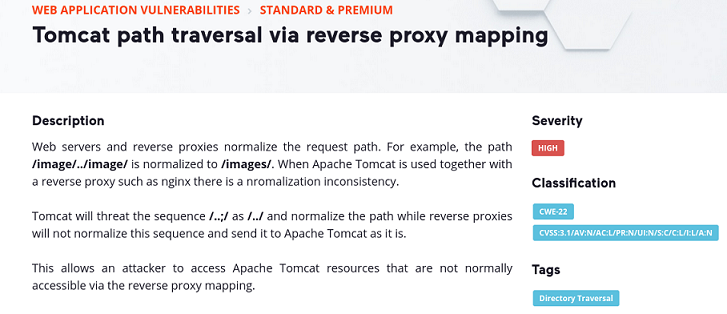 WEB APPLICATION VULNERABILITIES › STANDARD & PREMIUM
Tomcat path traversal via reverse proxy mapping
Description
Web servers and reverse proxies normalize the request path. For example, the path
/image/../image/ is normalized to /images/. When Apache Tomcat is used together with
a reverse proxy such as nginx there is a nromalization inconsistency.
Tomcat will threat the sequence /..;/ as /../ and normalize the path while reverse proxies
will not normalize this sequence and send it to Apache Tomcat as it is.
This allows an attacker to access Apache Tomcat resources that are not normally
accessible via the reverse proxy mapping.
Severity
HIGH
Classification
CWE-22
CVSS:3.1/AV:N/AC:L/PR:N/UI:N/S:C/C:L/I:L/A:N
Tags
Directory Traversal